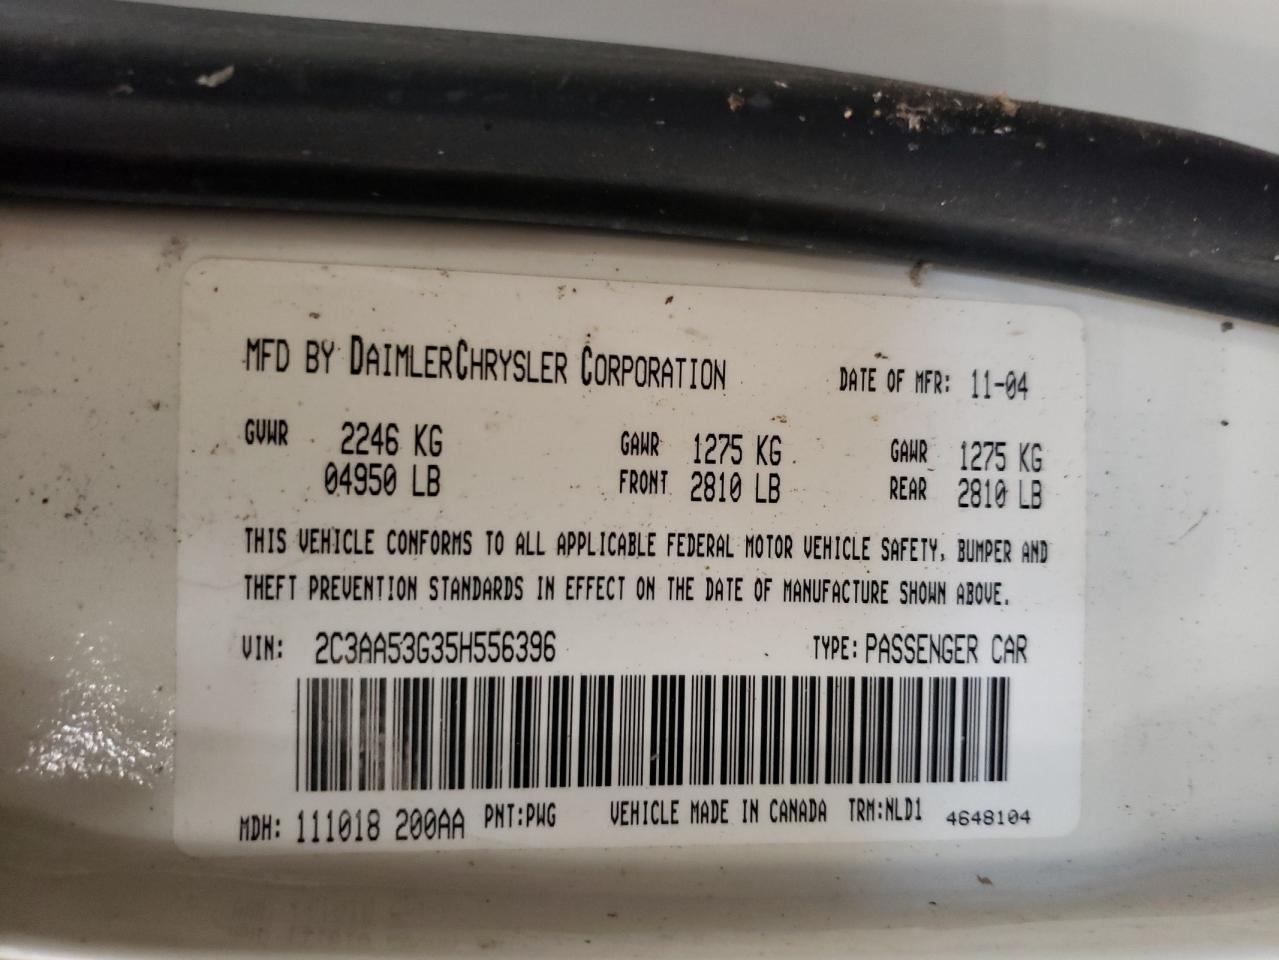 MFD BY DAIMLERCHRYSLER CORPORATION DATE OF MFR: 11-04
GVWR 2246 KG GAWR 1275 KG GAWR 1275 KG
04950 LB FRONT 2810 LB REAR 2810 LB
THIS VEHICLE CONFORMS TO ALL APPLICABLE FEDERAL MOTOR VEHICLE SAFETY, BUMPER AND
THEFT PREVENTION STANDARDS IN EFFECT ON THE DATE OF MANUFACTURE SHOWN ABOVE.
VIN: 2C3AA53G35H556396 TYPE: PASSENGER CAR
MDH: 111018 200AA PNT:PWG VEHICLE MADE IN CANADA TRM:NLD1 4648104